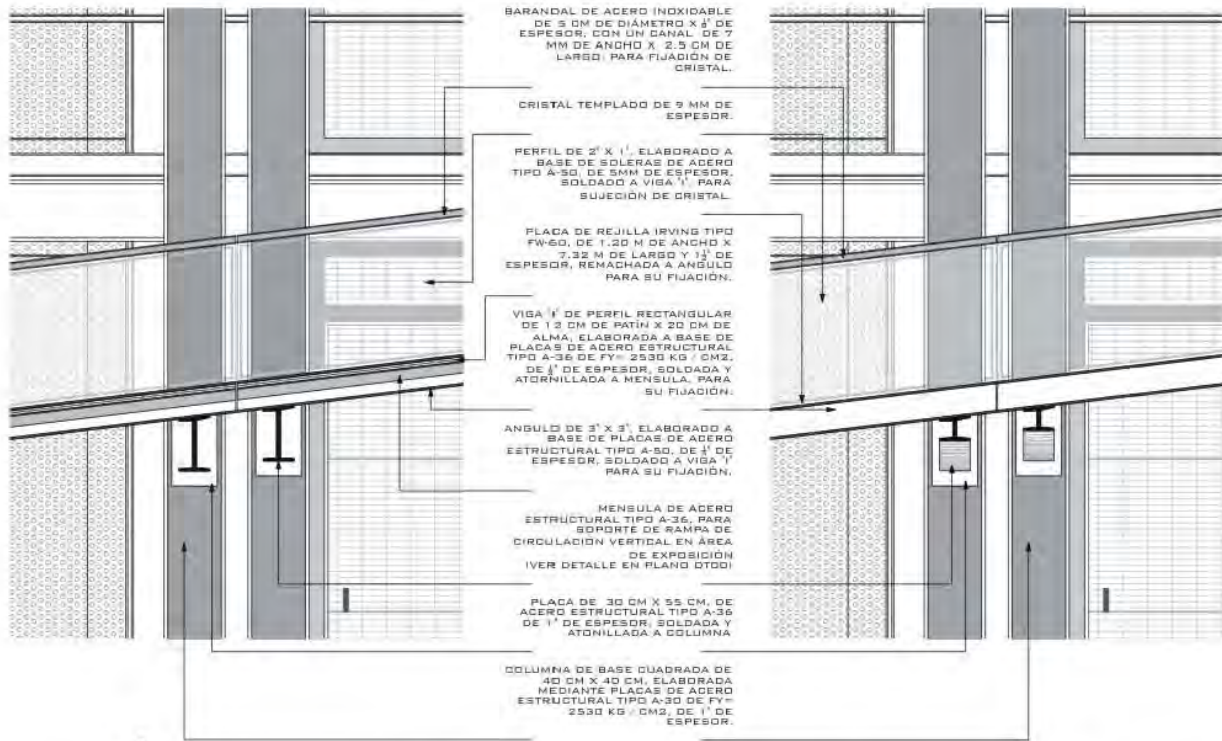 BARANDAL DE ACERO INOXIDABLE
DE 5 CM DE DIÁMETRO X ⅛" DE
ESPESOR, CON UN CANAL DE 7
MM DE ANCHO X 2.5 CM DE
LARGO, PARA FIJACIÓN DE
CRISTAL.
CRISTAL TEMPLADO DE 9 MM DE
ESPESOR.
PERFIL DE 2" X 1", ELABORADO A
BASE DE SOLERAS DE ACERO
TIPO A-50, DE 5MM DE ESPESOR,
SOLDADO A VIGA "I", PARA
SUJECIÓN DE CRISTAL.
PLACA DE REJILLA IRVING TIPO
FW-60, DE 1.20 M DE ANCHO X
7.32 M DE LARGO Y 1½" DE
ESPESOR, REMACHADA A ANGULO
PARA SU FIJACIÓN.
VIGA DE PERFIL RECTANGULAR
DE 12 CM DE PATÍN X 20 CM DE
ALMA, ELABORADA A BASE DE
PLACAS DE ACERO ESTRUCTURAL
TIPO A-36 DE FY= 2530 KG / CM2,
DE DE ESPESOR, SOLDADA Y
ATORNILLADA A MENSULA, PARA
SU FIJACIÓN.
ANGULO DE 3" X 3", ELABORADO A
BASE DE PLACAS DE ACERO
ESTRUCTURAL TIPO A-50, DE DE
ESPESOR, SOLDADO A VIGA "I"
PARA SU FIJACIÓN.
MENSULA DE ACERO
ESTRUCTURAL TIPO A-36, PARA
SOPORTE DE RAMPA DE
CIRCULACIÓN VERTICAL EN ÁREA
DE EXPOSICIÓN
(VER DETALLE EN PLANO DT00)
PLACA DE 30 CM X 55 CM, DE
ACERO ESTRUCTURAL TIPO A-36
DE 1" DE ESPESOR, SOLDADA Y
ATONILLADA A COLUMNA
COLUMNA DE BASE CUADRADA DE
40 CM X 40 CM, ELABORADA
MEDIANTE PLACAS DE ACERO
ESTRUCTURAL TIPO A-30 DE FY=
2530 KG / CM2, DE 1" DE
ESPESOR.